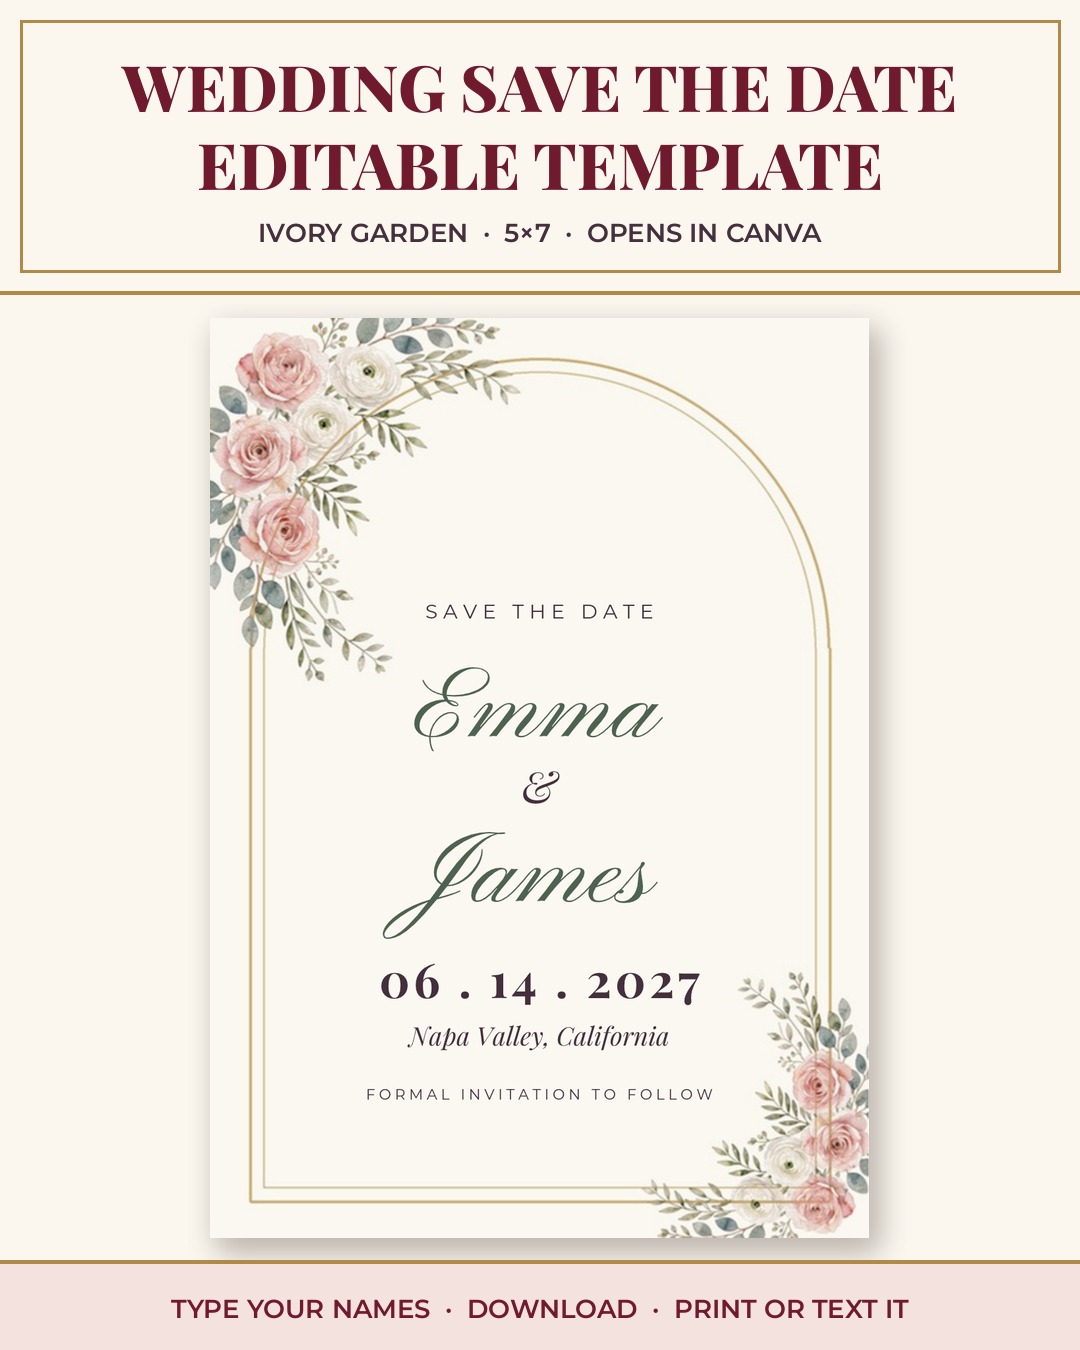 WEDDING SAVE THE DATE
EDITABLE TEMPLATE
IVORY GARDEN · 5×7 · OPENS IN CANVA
SAVE THE DATE
Emma
&
James
06 . 14 . 2027
Napa Valley, California
FORMAL INVITATION TO FOLLOW
TYPE YOUR NAMES · DOWNLOAD · PRINT OR TEXT IT